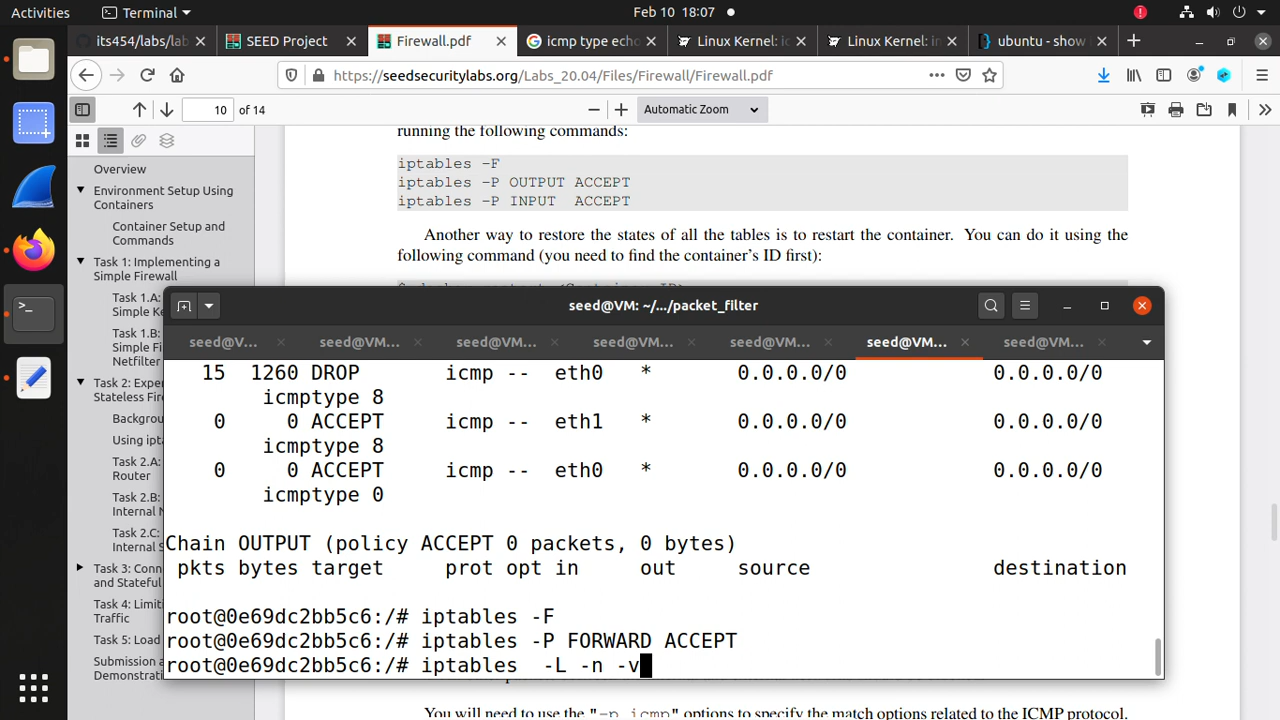 Activities
Terminal
Feb 10 18:07
its454/labs/lab
SEED Project
Firewall.pdf
icmp type echo
Linux Kernel: ic
Linux Kernel: in
ubuntu - show
https://seedsecuritylabs.org/Labs_20.04/Files/Firewall/Firewall.pdf
10 of 14
Automatic Zoom
Overview
Environment Setup Using
Containers
Container Setup and
Commands
Task 1: Implementing a
Simple Firewall
Task 1.A:
Simple Ke
Task 1.B:
Simple Fi
Netfilter
Task 2: Expe
Stateless Fire
Backgrou
Using ipta
Task 2.A:
Router
Task 2.B:
Internal N
Task 2.C:
Internal S
Task 3: Conn
and Stateful
Task 4: Limiti
Traffic
Task 5: Load
Submission a
Demonstrati
running the following commands:
iptables -F
iptables -P OUTPUT ACCEPT
iptables -P INPUT  ACCEPT
Another way to restore the states of all the tables is to restart the container. You can do it using the
following command (you need to find the container's ID first):
seed@VM: ~/.../packet_filter
seed@V...
seed@VM...
seed@VM...
seed@VM...
seed@VM...
seed@VM...
seed@VM...
15 1260 DROP icmp -- eth0 * 0.0.0.0/0 0.0.0.0/0
icmptype 8
0 0 ACCEPT icmp -- eth1 * 0.0.0.0/0 0.0.0.0/0
icmptype 8
0 0 ACCEPT icmp -- eth0 * 0.0.0.0/0 0.0.0.0/0
icmptype 0
Chain OUTPUT (policy ACCEPT 0 packets, 0 bytes)
pkts bytes target prot opt in out source destination
root@0e69dc2bb5c6:/# iptables -F
root@0e69dc2bb5c6:/# iptables -P FORWARD ACCEPT
root@0e69dc2bb5c6:/# iptables  -L -n -v
You will need to use the "-p icmp" options to specify the match options related to the ICMP protocol.